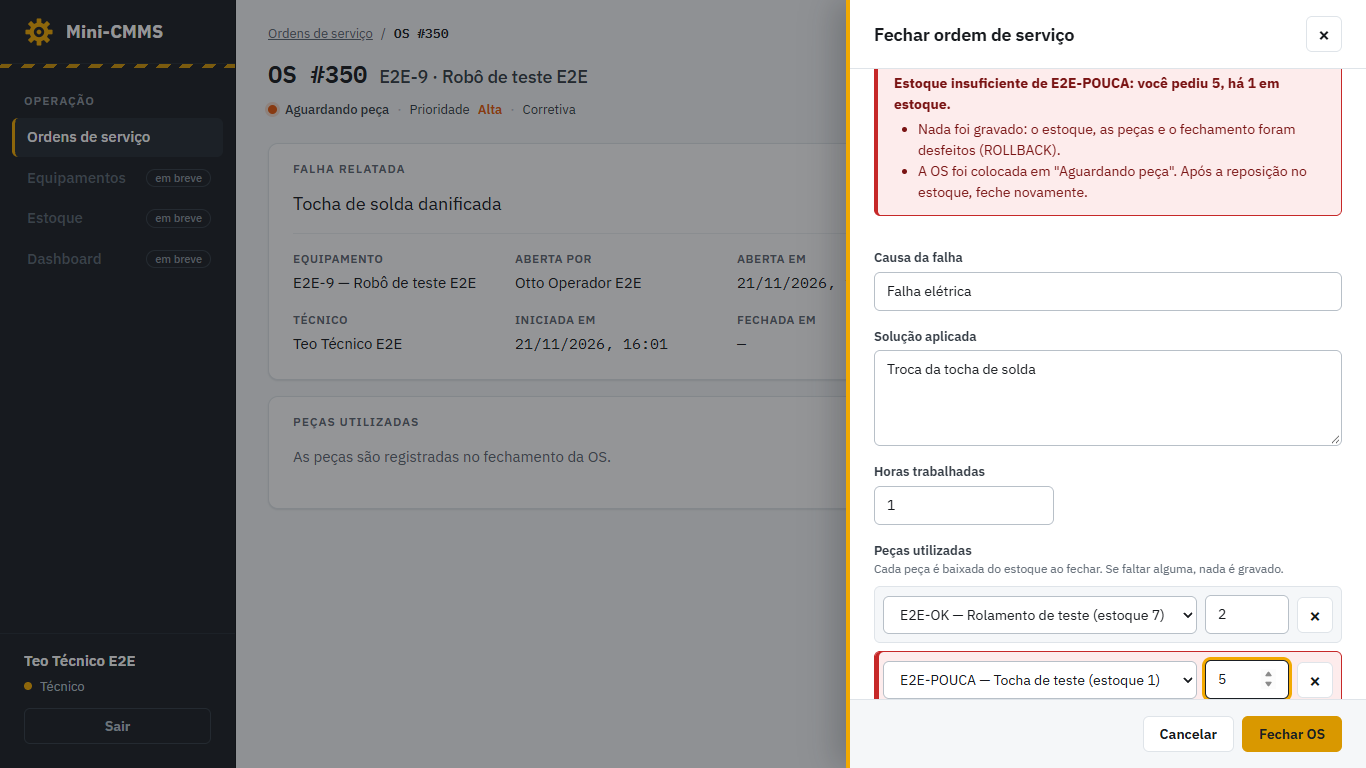 Mini-CMMS
OPERAÇÃO
Ordens de serviço
Equipamentos em breve
Estoque em breve
Dashboard em breve
Teo Técnico E2E
Técnico
Sair
Ordens de serviço / OS #350
OS #350 E2E-9 · Robô de teste E2E
Aguardando peça · Prioridade Alta · Corretiva
FALHA RELATADA
Tocha de solda danificada
EQUIPAMENTO ABERTA POR ABERTA EM
E2E-9 — Robô de teste E2E Otto Operador E2E 21/11/2026,
TÉCNICO INICIADA EM FECHADA EM
Teo Técnico E2E 21/11/2026, 16:01 —
PEÇAS UTILIZADAS
As peças são registradas no fechamento da OS.
Fechar ordem de serviço ×
Estoque insuficiente de E2E-POUCA: você pediu 5, há 1 em
estoque.
• Nada foi gravado: o estoque, as peças e o fechamento foram
desfeitos (ROLLBACK).
• A OS foi colocada em "Aguardando peça". Após a reposição no
estoque, feche novamente.
Causa da falha
Falha elétrica
Solução aplicada
Troca da tocha de solda
Horas trabalhadas
1
Peças utilizadas
Cada peça é baixada do estoque ao fechar. Se faltar alguma, nada é gravado.
E2E-OK — Rolamento de teste (estoque 7) 2 ×
E2E-POUCA — Tocha de teste (estoque 1) 5 ×
Cancelar Fechar OS